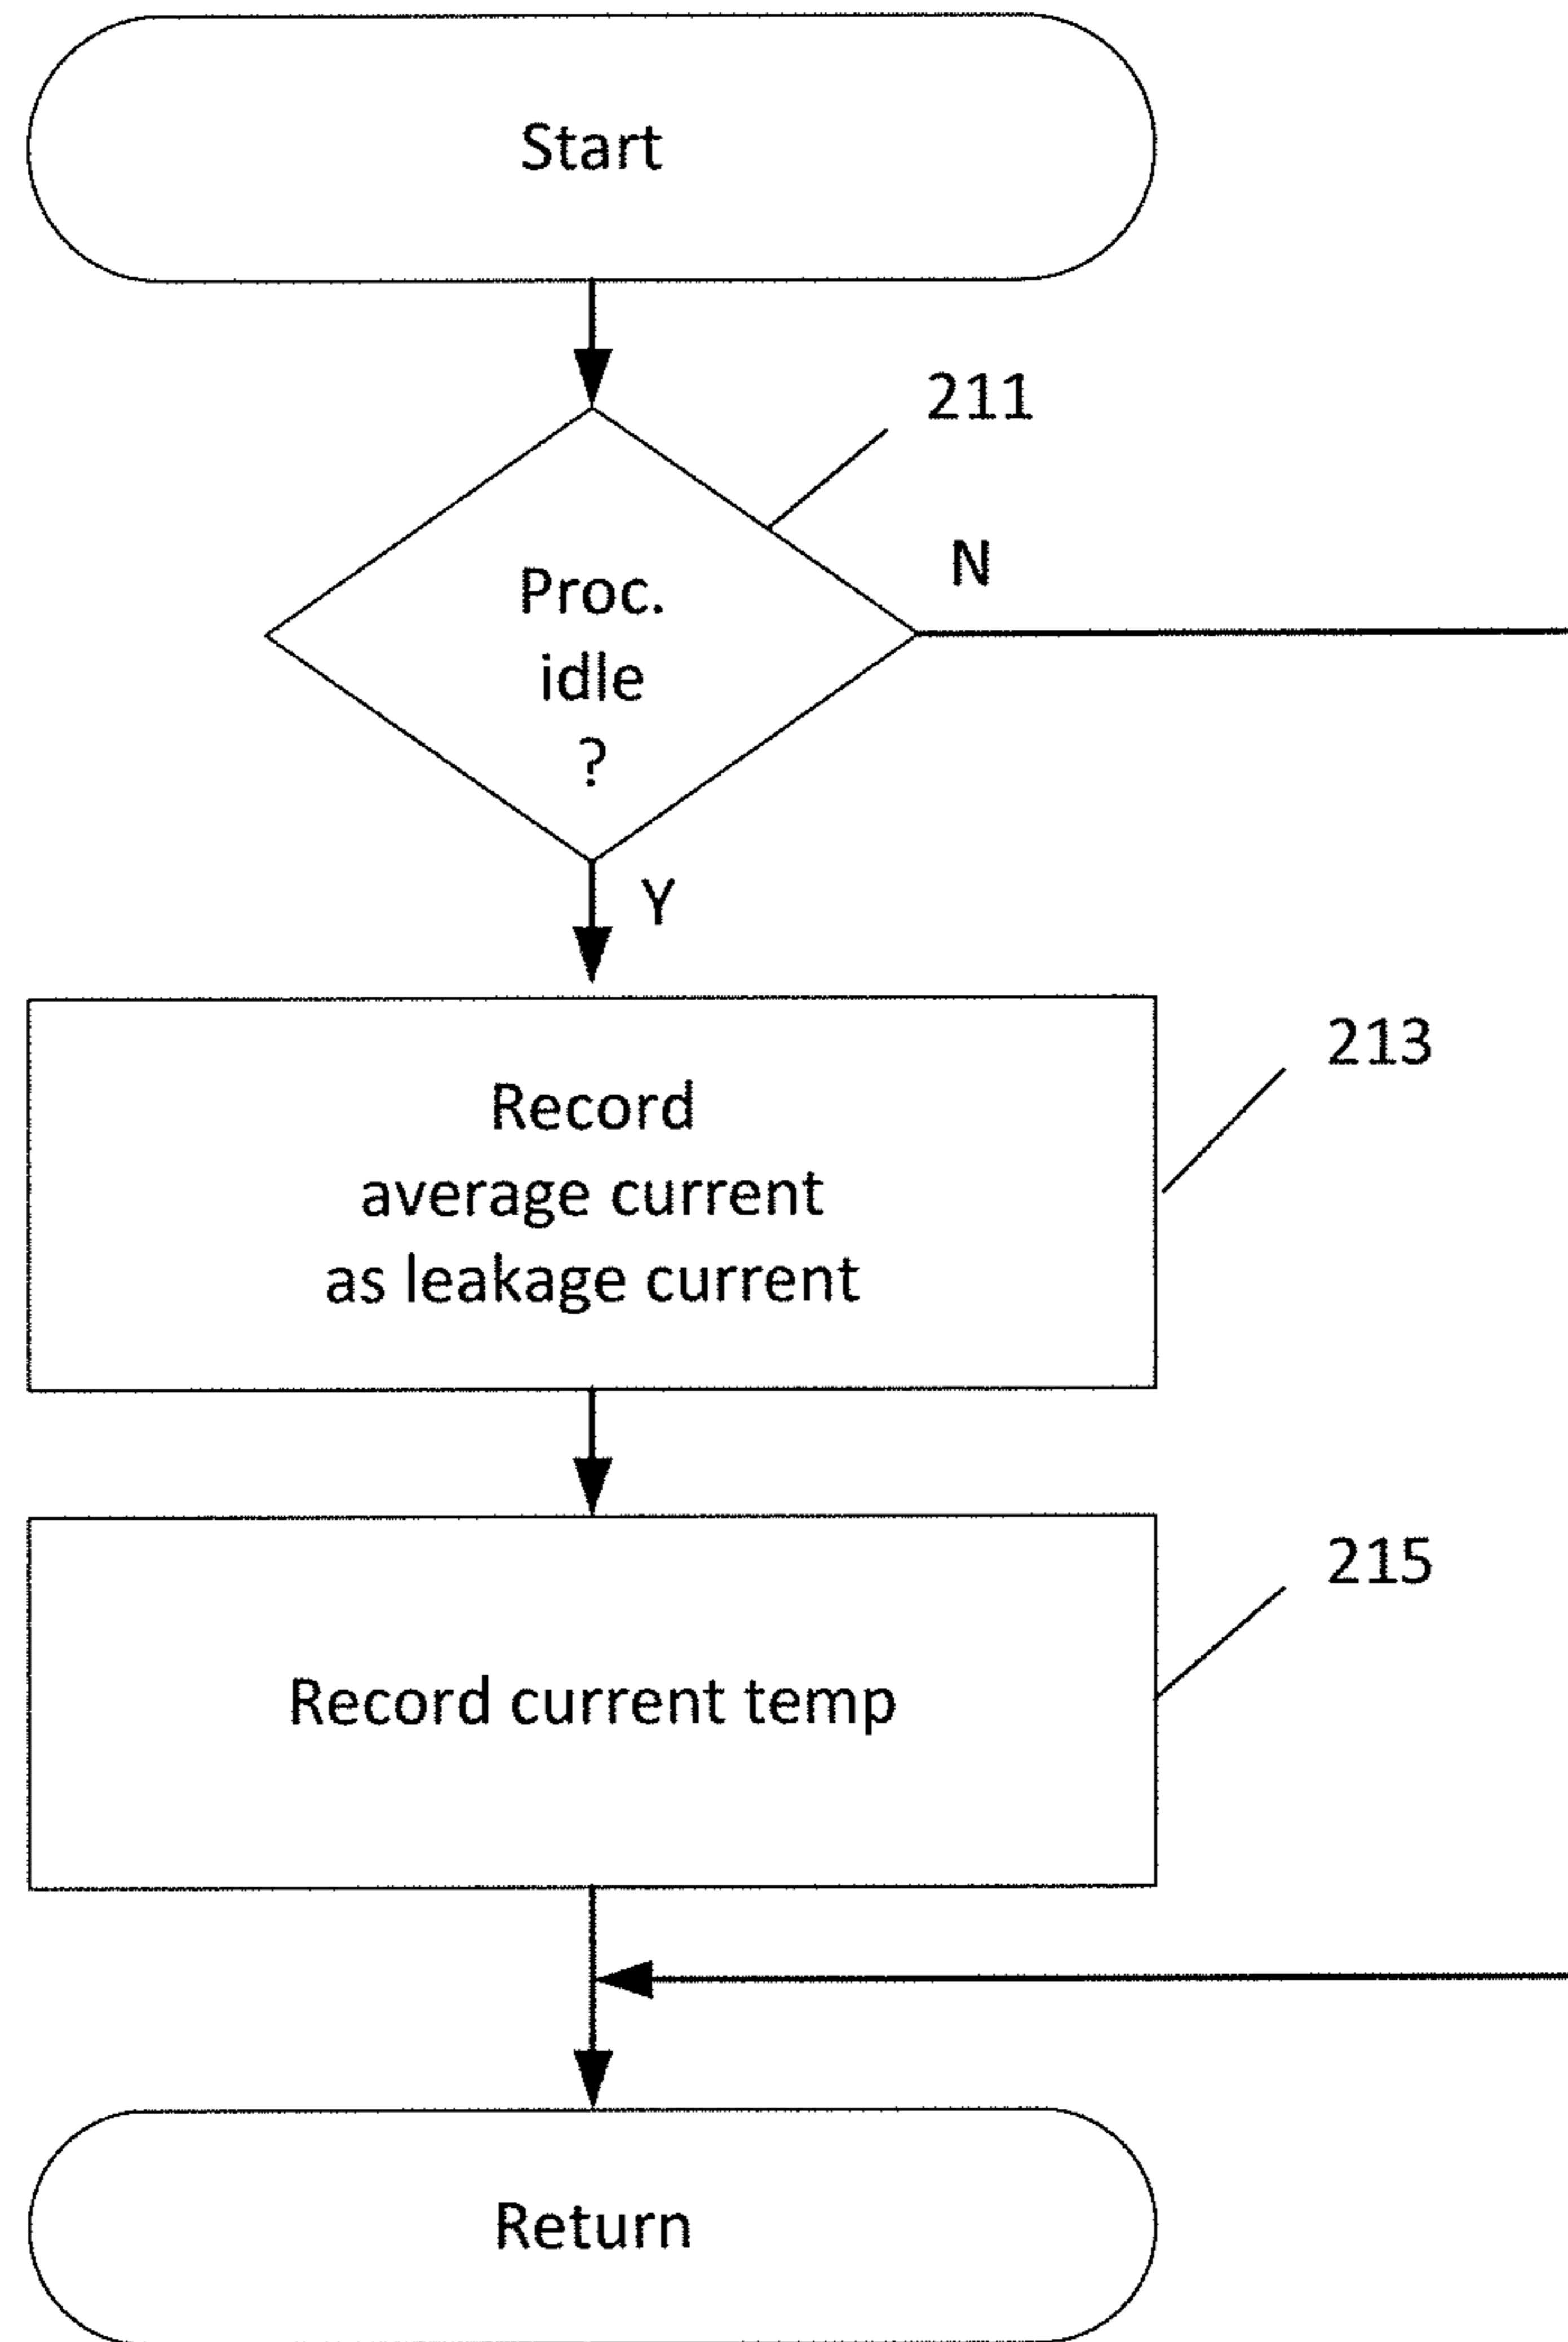 Start
211
N
Proc.
idle
?
Y
213
Record
average current
as leakage current
215
Record current temp
Return